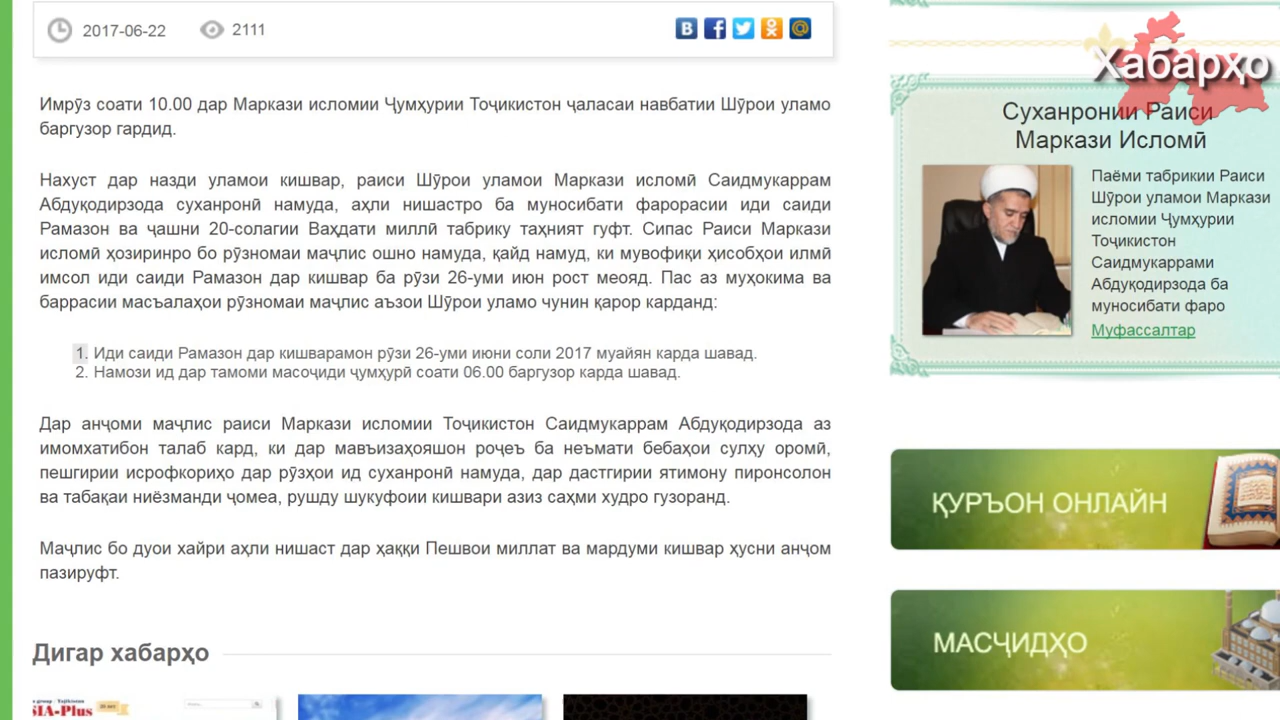 2017-06-22
2111
Имрӯз соати 10.00 дар Маркази исломии Ҷумҳурии Тоҷикистон ҷаласаи навбатии Шӯрои уламо
баргузор гардид.
Нахуст дар назди уламои кишвар, раиси Шӯрои уламои Маркази исломӣ Саидмукаррам
Абдуқодирзода суханронӣ намуда, аҳли нишастро ба муносибати фарорасии иди саиди
Рамазон ва ҷашни 20-солагии Ваҳдати миллӣ табрику таҳният гуфт. Сипас Раиси Маркази
исломӣ ҳозиринро бо рӯзномаи маҷлис ошно намуда, қайд намуд, ки мувофиқи ҳисобҳои илмӣ
имсол иди саиди Рамазон дар кишвар ба рӯзи 26-уми июн рост меояд. Пас аз муҳокима ва
баррасии масъалаҳои рӯзномаи маҷлис аъзои Шӯрои уламо чунин қарор карданд:
1. Иди саиди Рамазон дар кишварамон рӯзи 26-уми июни соли 2017 муайян карда шавад.
2. Намози ид дар тамоми масоҷиди ҷумҳурӣ соати 06.00 баргузор карда шавад.
Дар анҷоми маҷлис раиси Маркази исломии Тоҷикистон Саидмукаррам Абдуқодирзода аз
имомхатибон талаб кард, ки дар мавъизаҳояшон роҷеъ ба неъмати бебаҳои сулҳу оромӣ,
пешгирии исрофкориҳо дар рӯзҳои ид суханронӣ намуда, дар дастгирии ятимону пиронсолон
ва табақаи ниёзманди ҷомеа, рушду шукуфоии кишвари азиз саҳми худро гузоранд.
Маҷлис бо дуои хайри аҳли нишаст дар ҳаққи Пешвои миллат ва мардуми кишвар ҳусни анҷом
пазируфт.
Дигар хабарҳо
SIA-Plus
Хабарҳо
Суханронии Раиси
Маркази Исломӣ
Паёми табрикии Раиси
Шӯрои уламои Маркази
исломии Ҷумҳурии
Тоҷикистон
Саидмукаррами
Абдуқодирзода ба
муносибати фаро
Муфассалтар
ҚУРЪОН ОНЛАЙН
МАСҶИДҲО